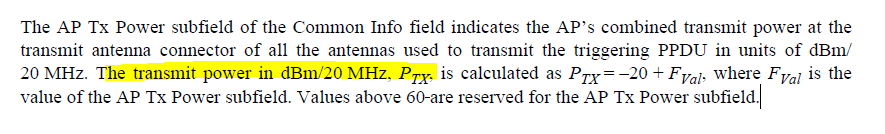 The AP Tx Power subfield of the Common Info field indicates the AP's combined transmit power at the
transmit antenna connector of all the antennas used to transmit the triggering PPDU in units of dBm/
20 MHz. The transmit power in dBm/20 MHz, PTX, is calculated as PTX = –20 + FVal, where FVal is the
value of the AP Tx Power subfield. Values above 60 are reserved for the AP Tx Power subfield.